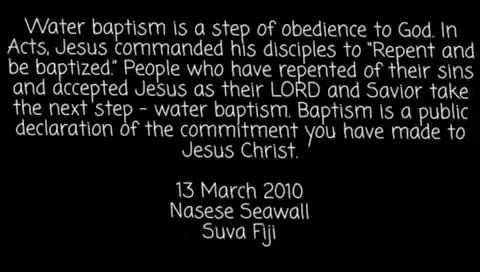 Water baptism is a step of obedience to God. In
Acts, Jesus commanded his disciples to "Repent and
be baptized." People who have repented of their sins
and accepted Jesus as their LORD and Savior take
the next step - water baptism. Baptism is a public
declaration of the commitment you have made to
Jesus Christ.
13 March 2010
Nasese Seawall
Suva Fiji